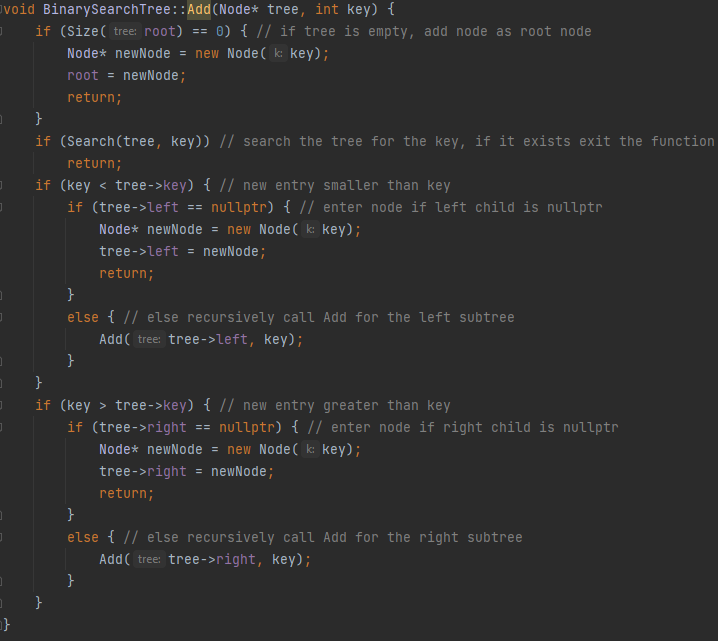 void BinarySearchTree::Add(Node* tree, int key) {
    if (Size( tree: root) == 0) { // if tree is empty, add node as root node
        Node* newNode = new Node( k: key);
        root = newNode;
        return;
    }
    if (Search(tree, key)) // search the tree for the key, if it exists exit the function
        return;
    if (key < tree->key) { // new entry smaller than key
        if (tree->left == nullptr) { // enter node if left child is nullptr
            Node* newNode = new Node( k: key);
            tree->left = newNode;
            return;
        }
        else { // else recursively call Add for the left subtree
            Add( tree: tree->left, key);
        }
    }
    if (key > tree->key) { // new entry greater than key
        if (tree->right == nullptr) { // enter node if right child is nullptr
            Node* newNode = new Node( k: key);
            tree->right = newNode;
            return;
        }
        else { // else recursively call Add for the right subtree
            Add( tree: tree->right, key);
        }
    }
}